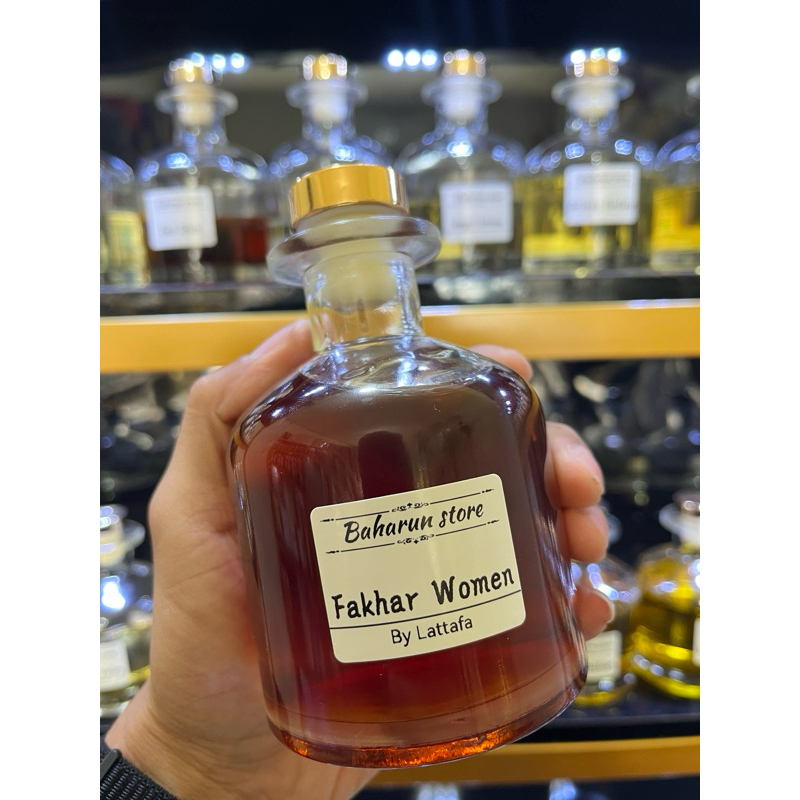 Baharun store
Fakhar Women
By Lattafa